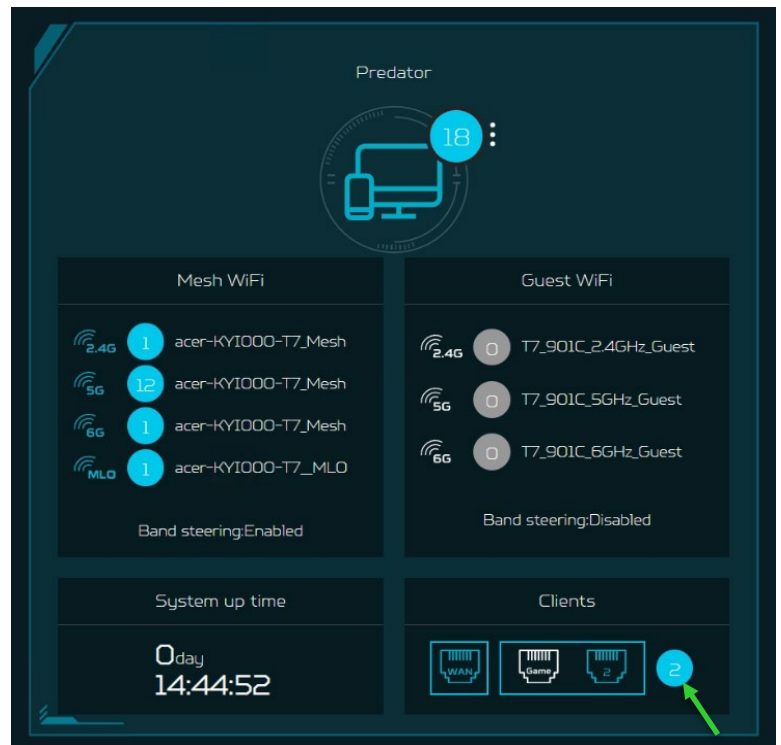 Predator
18
Mesh WiFi
2.4G 1 acer-KYI000-T7_Mesh
5G 12 acer-KYI000-T7_Mesh
6G 1 acer-KYI000-T7_Mesh
MLO 1 acer-KYI000-T7__MLO
Band steering:Enabled
Guest WiFi
2.4G 0 T7_901C_2.4GHz_Guest
5G 0 T7_901C_5GHz_Guest
6G 0 T7_901C_6GHz_Guest
Band steering:Disabled
System up time
0day
14:44:52
Clients
WAN Game 2 2